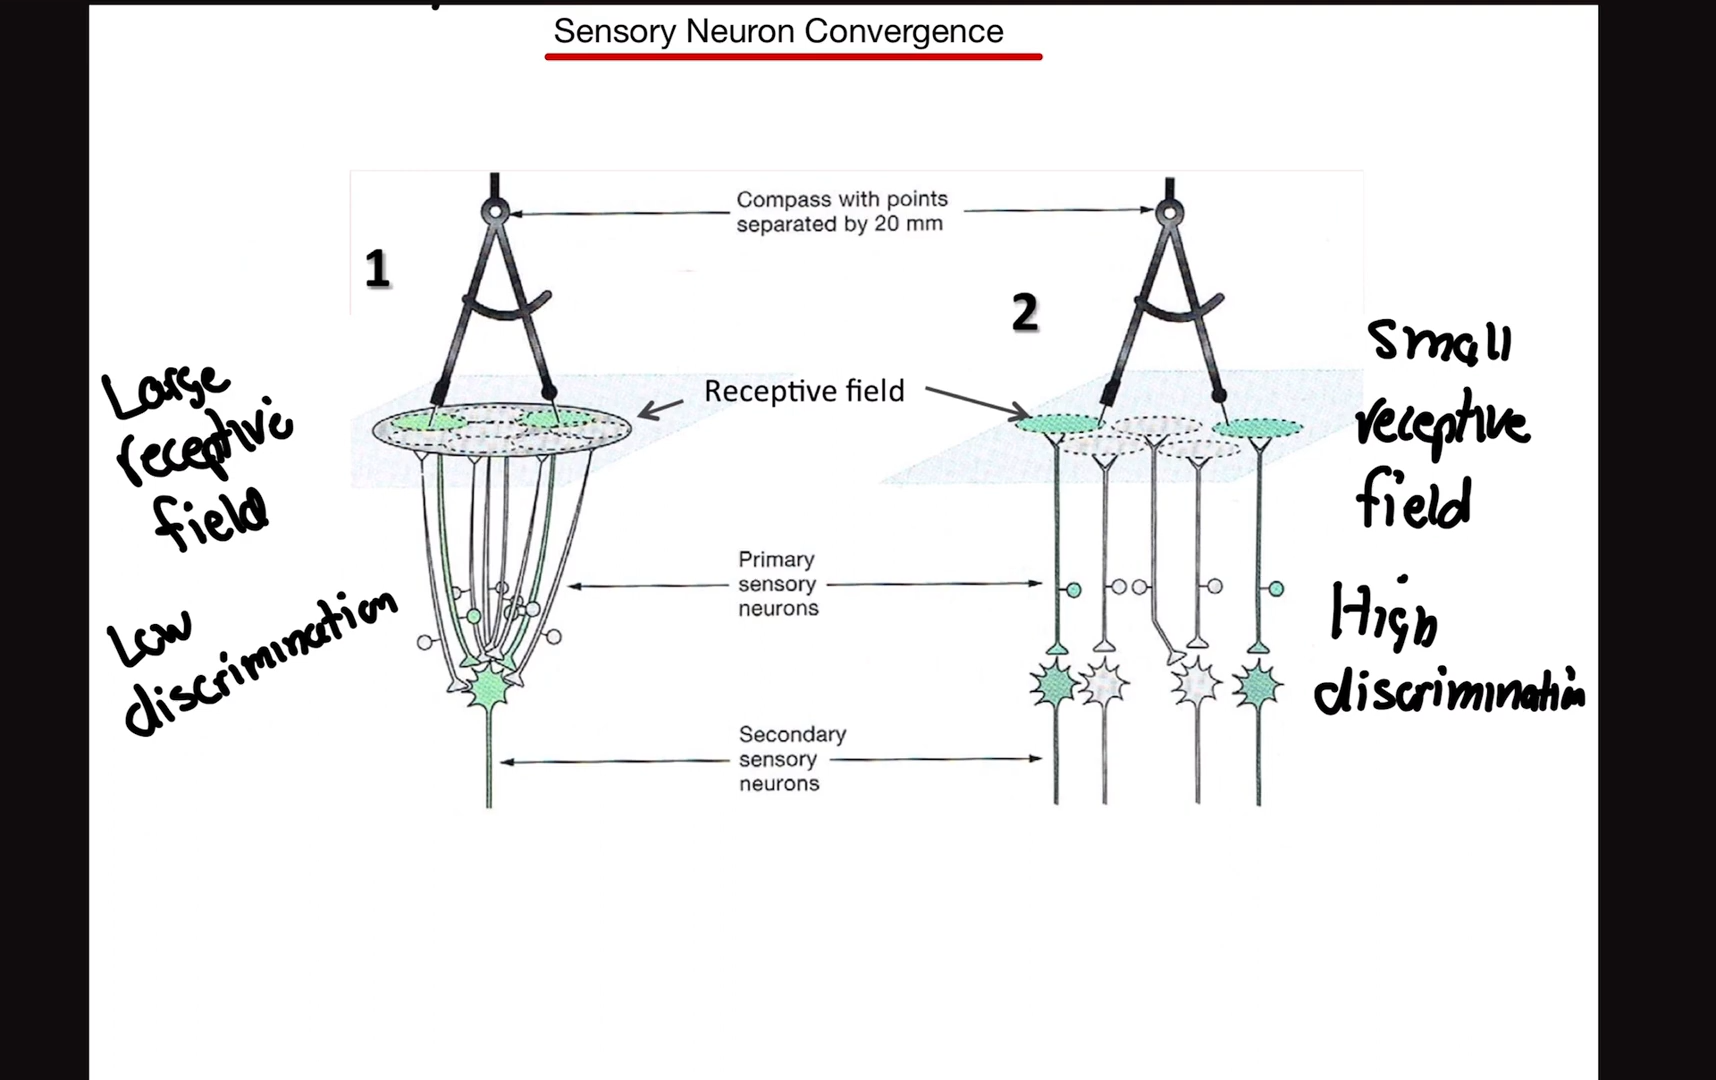 Sensory Neuron Convergence
Compass with points
separated by 20 mm
1
2
Large
receptive
field
Receptive field
Small
receptive
field
Primary
sensory
neurons
Low
discrimination
High
discrimination
Secondary
sensory
neurons